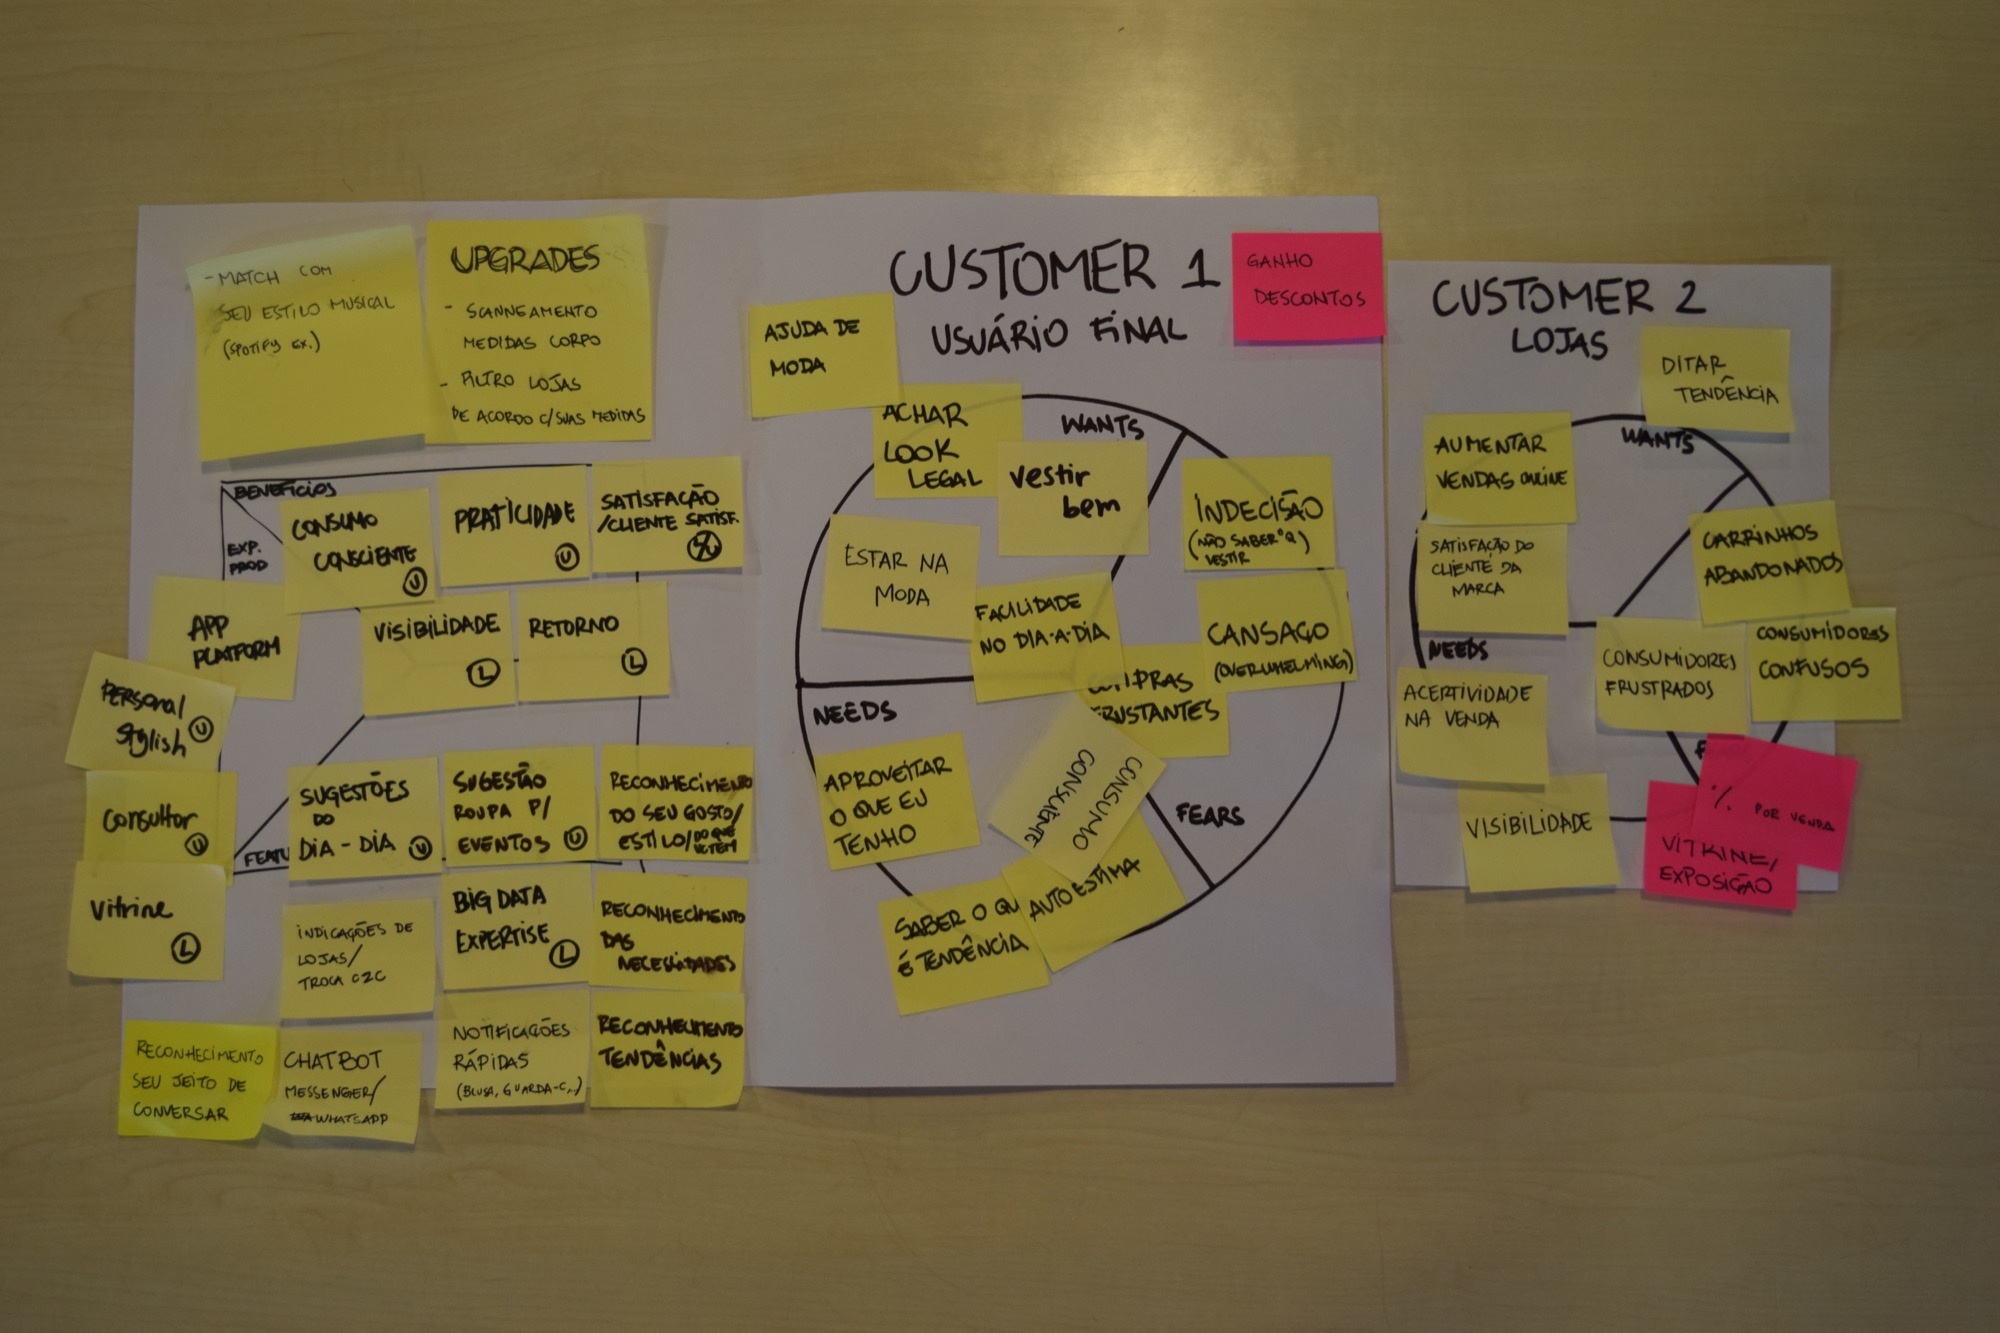 - MATCH COM
SEU ESTILO MUSICAL
(SPOTIFY EX.)
UPGRADES
- SCANNEAMENTO
MEDIDAS CORPO
- FILTRO LOJAS
DE ACORDO C/SUAS MEDIDAS
BENEFÍCIOS
EXP.
PROD
CONSUMO
CONSCIENTE
U
PRATICIDADE
U
SATISFAÇÃO
/CLIENTE SATISF.
L/U
APP
PLATFORM
VISIBILIDADE
L
RETORNO
L
PERSONAL
Stylish
U
Consultor
U
Vitrine
L
FEATU
SUGESTÕES
DO
DIA - DIA
U
SUGESTÃO
ROUPA P/
EVENTOS
U
RECONHECIMENTO
DO SEU GOSTO/
ESTILO/DO QUE
VC TEM
INDICAÇÕES DE
LOJAS/
TROCA C2C
BIG DATA
EXPERTISE
L
RECONHECIMENTO
DAS
NECESSIDADES
RECONHECIMENTO
SEU JEITO DE
CONVERSAR
CHATBOT
MESSENGER/
WHATSAPP
NOTIFICAÇÕES
RÁPIDAS
(BLUSA, GUARDA-C,..)
RECONHECIMENTO
TENDÊNCIAS
CUSTOMER 1
USUÁRIO FINAL
GANHO
DESCONTOS
AJUDA DE
MODA
ACHAR
LOOK
LEGAL
WANTS
vestir
bem
ESTAR NA
MODA
INDECISÃO
(NÃO SABER O Q
VESTIR)
FACILIDADE
NO DIA-A-DIA
CANSAÇO
(OVERWHELMING)
COMPRAS
FRUSTANTES
NEEDS
APROVEITAR
O QUE EU
TENHO
CONSUMO
CONSCIENTE
FEARS
SABER O QU
É TENDÊNCIA
AUTO ESTIMA
CUSTOMER 2
LOJAS
DITAR
TENDÊNCIA
AUMENTAR
VENDAS ONLINE
WANTS
SATISFAÇÃO DO
CLIENTE DA
MARCA
CARRINHOS
ABANDONADOS
NEEDS
CONSUMIDORES
FRUSTRADOS
CONSUMIDORES
CONFUSOS
ACERTIVIDADE
NA VENDA
VISIBILIDADE
% POR VENDA
VITRINE/
EXPOSIÇÃO